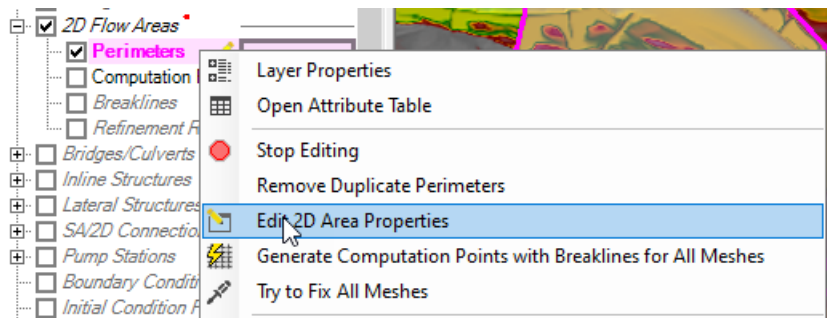 2D Flow Areas
Perimeters
Layer Properties
Computation
Open Attribute Table
Breaklines
Refinement
Stop Editing
Bridges/Culverts
Remove Duplicate Perimeters
Inline Structures
Edit 2D Area Properties
Lateral Structures
SA/2D
Generate Computation Points with Breaklines for All Meshes
Pump Stations
Boundary
Try to Fix All Meshes
Initial Condition